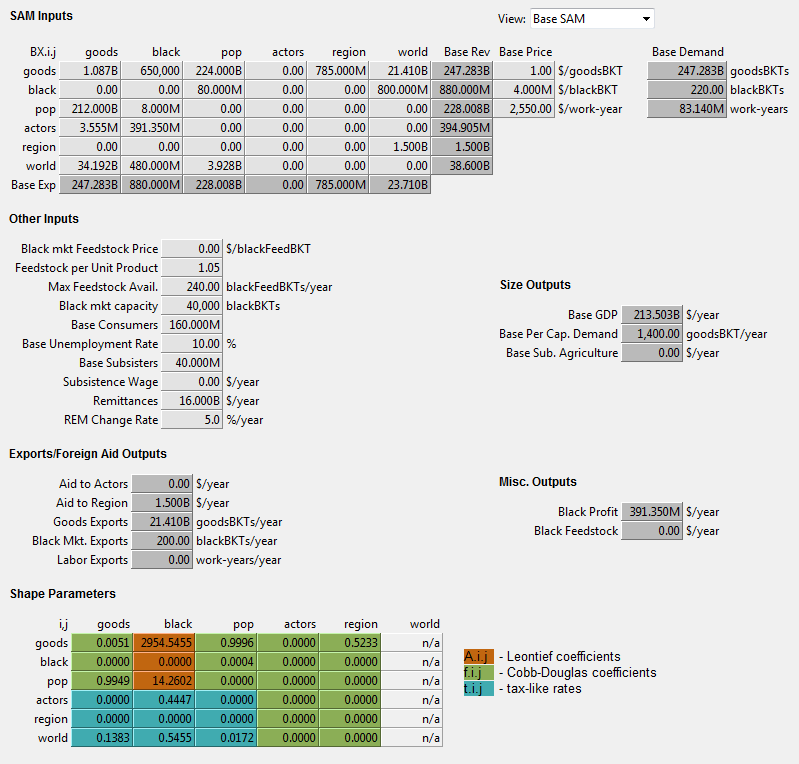 SAM Inputs
View: Base SAM
BX.i.j goods black pop actors region world Base Rev Base Price Base Demand
goods 1.087B 650,000 224.000B 0.00 785.000M 21.410B 247.283B 1.00 $/goodsBKT 247.283B goodsBKTs
black 0.00 0.00 80.000M 0.00 0.00 800.000M 880.000M 4.000M $/blackBKT 220.00 blackBKTs
pop 212.000B 8.000M 0.00 0.00 0.00 0.00 228.008B 2,550.00 $/work-year 83.140M work-years
actors 3.555M 391.350M 0.00 0.00 0.00 0.00 394.905M
region 0.00 0.00 0.00 0.00 0.00 1.500B 1.500B
world 34.192B 480.000M 3.928B 0.00 0.00 0.00 38.600B
Base Exp 247.283B 880.000M 228.008B 0.00 785.000M 23.710B
Other Inputs
Black mkt Feedstock Price 0.00 $/blackFeedBKT
Feedstock per Unit Product 1.05
Max Feedstock Avail. 240.00 blackFeedBKTs/year
Black mkt capacity 40,000 blackBKTs
Base Consumers 160.000M
Base Unemployment Rate 10.00 %
Base Subsisters 40.000M
Subsistence Wage 0.00 $/year
Remittances 16.000B $/year
REM Change Rate 5.0 %/year
Size Outputs
Base GDP 213.503B $/year
Base Per Cap. Demand 1,400.00 goodsBKT/year
Base Sub. Agriculture 0.00 $/year
Exports/Foreign Aid Outputs
Aid to Actors 0.00 $/year
Aid to Region 1.500B $/year
Goods Exports 21.410B goodsBKTs/year
Black Mkt. Exports 200.00 blackBKTs/year
Labor Exports 0.00 work-years/year
Misc. Outputs
Black Profit 391.350M $/year
Black Feedstock 0.00 $/year
Shape Parameters
i,j goods black pop actors region world
goods 0.0051 2954.5455 0.9996 0.0000 0.5233 n/a
black 0.0000 0.0000 0.0004 0.0000 0.0000 n/a
pop 0.9949 14.2602 0.0000 0.0000 0.0000 n/a
actors 0.0000 0.4447 0.0000 0.0000 0.0000 n/a
region 0.0000 0.0000 0.0000 0.0000 0.0000 n/a
world 0.1383 0.5455 0.0172 0.0000 0.0000 n/a
A.i.j - Leontief coefficients
f.i.j - Cobb-Douglas coefficients
t.i.j - tax-like rates